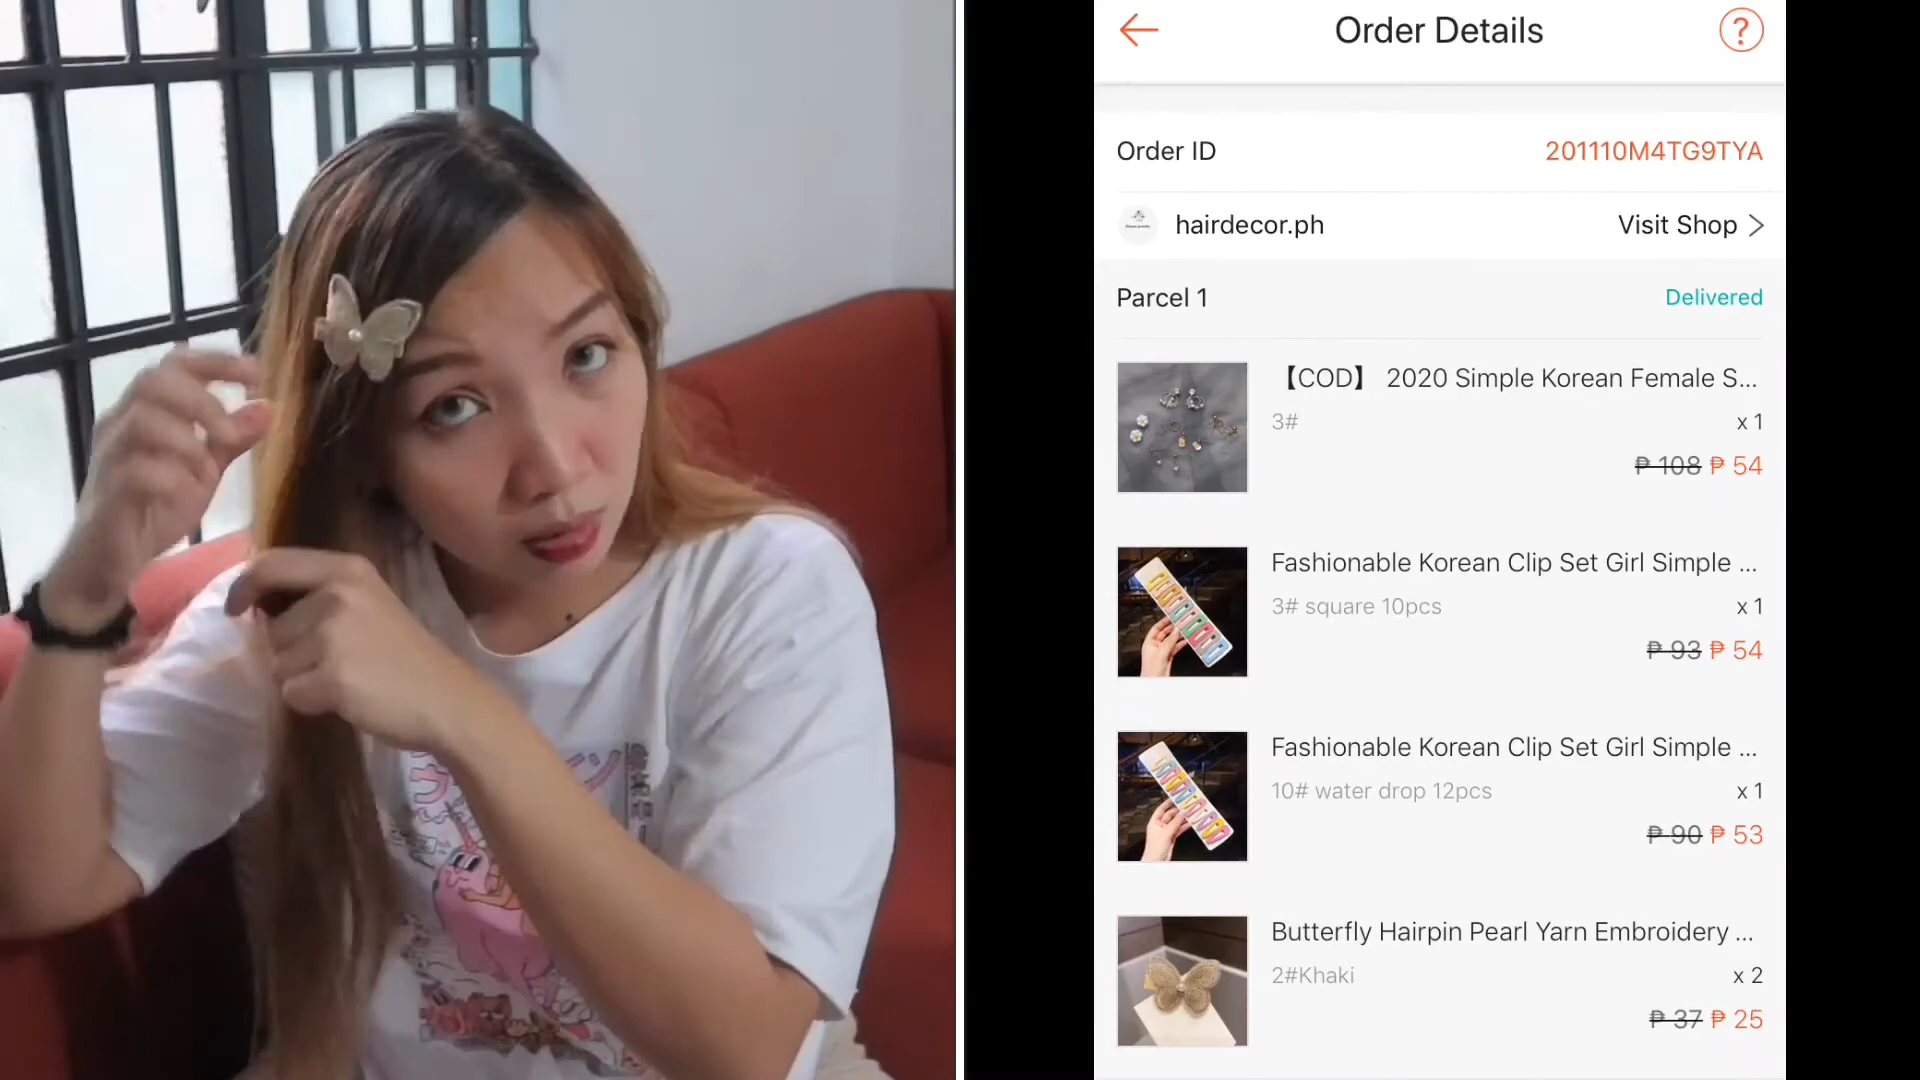 Order Details
?
Order ID
201110M4TG9TYA
hairdecor.ph
Visit Shop >
Parcel 1
Delivered
【COD】 2020 Simple Korean Female S...
3#
x 1
₱ 108 ₱ 54
Fashionable Korean Clip Set Girl Simple ...
3# square 10pcs
x 1
₱ 93 ₱ 54
Fashionable Korean Clip Set Girl Simple ...
10# water drop 12pcs
x 1
₱ 90 ₱ 53
Butterfly Hairpin Pearl Yarn Embroidery ...
2#Khaki
x 2
₱ 37 ₱ 25